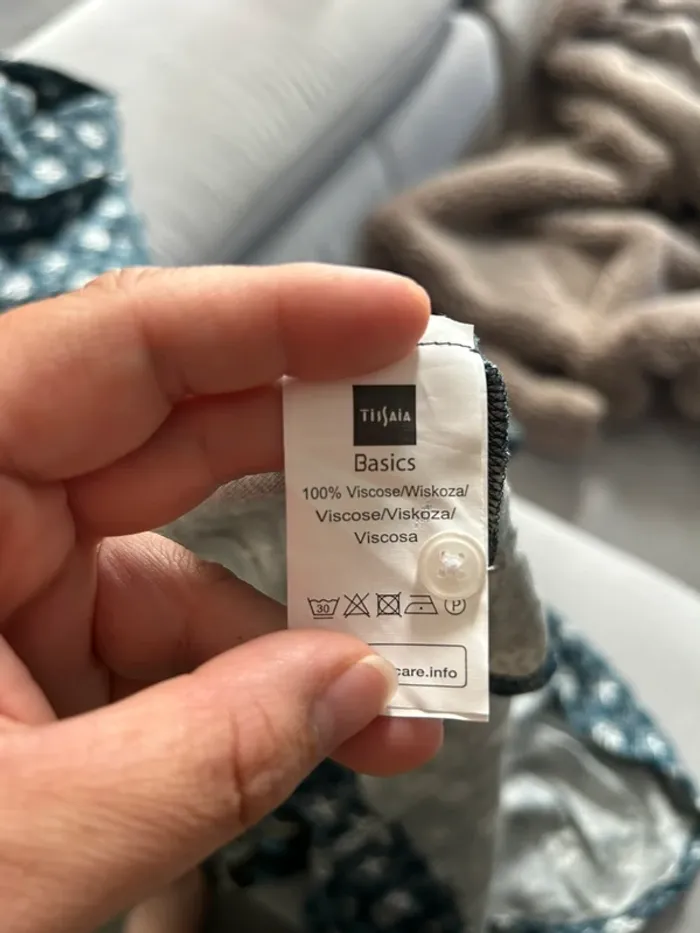 TISSAIA
Basics
100% Viscose/Wiskoza/
Viscose/Viskoza/
Viscosa
30
P
care.info